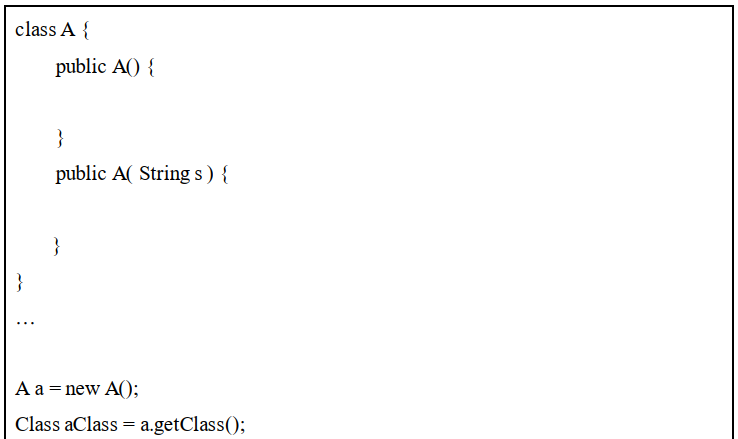 class A {
public A() {
}
public A( String s ) {
}
}
…
A a = new A();
Class aClass = a.getClass();